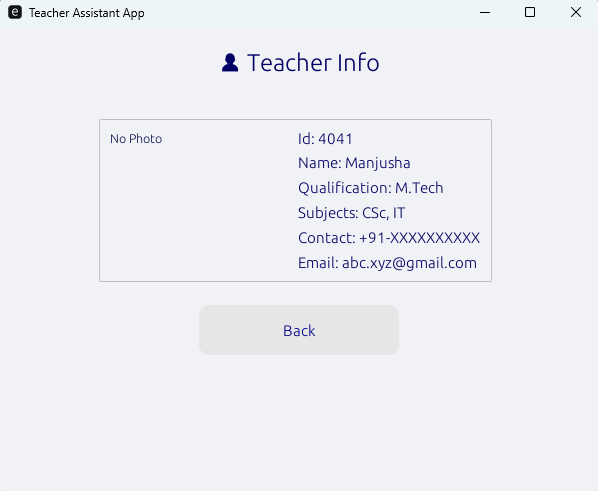 Teacher Assistant App
Teacher Info
No Photo
Id: 4041
Name: Manjusha
Qualification: M.Tech
Subjects: CSc, IT
Contact: +91-XXXXXXXXXX
Email: abc.xyz@gmail.com
Back